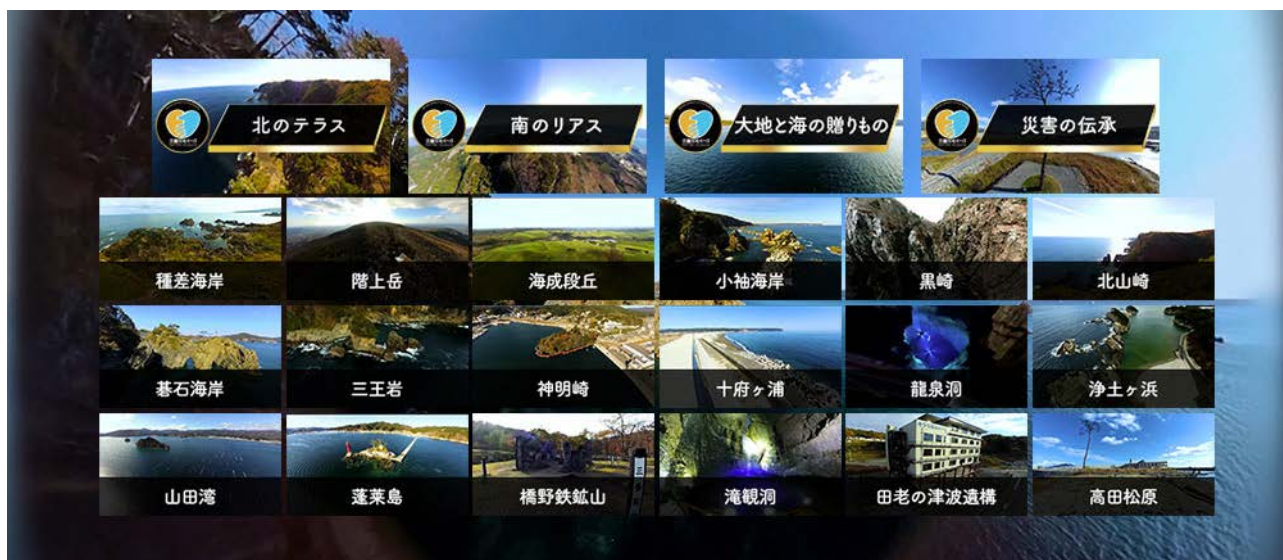 北のテラス
南のリアス
大地と海の贈りもの
災害の伝承
種差海岸
階上岳
海成段丘
小袖海岸
黒崎
北山崎
碁石海岸
三王岩
神明崎
十府ヶ浦
龍泉洞
浄土ヶ浜
山田湾
蓬莱島
橋野鉄鉱山
滝観洞
田老の津波遺構
高田松原